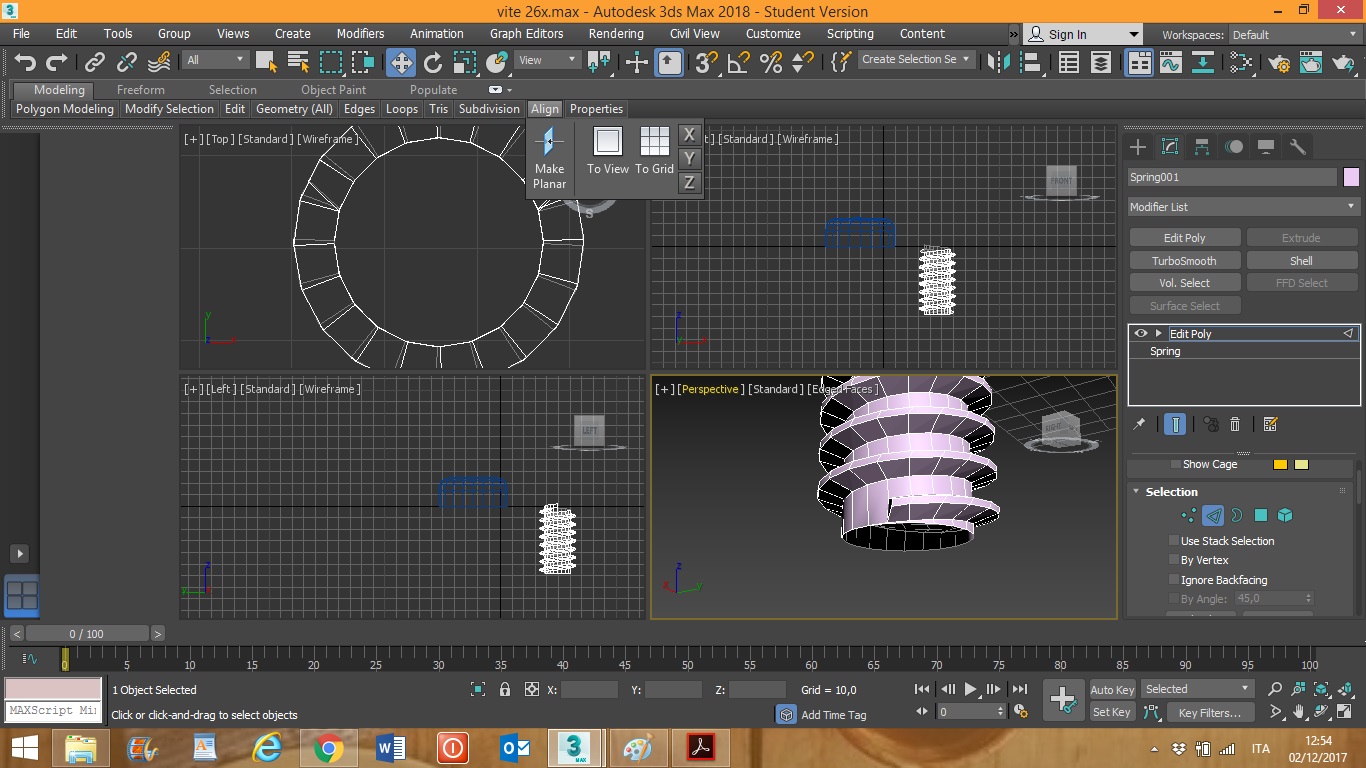 vite 26x.max - Autodesk 3ds Max 2018 - Student Version
File Edit Tools Group Views Create Modifiers Animation Graph Editors Rendering Civil View Customize Scripting Content » Sign In Workspaces: Default
All View Create Selection Se
Modeling Freeform Selection Object Paint Populate
Polygon Modeling Modify Selection Edit Geometry (All) Edges Loops Tris Subdivision Align Properties
Make Planar To View To Grid X Y Z
[+] [Top] [Standard] [Wireframe]
S
y
z
[Standard] [Wireframe]
FRONT
z
[+] [Left] [Standard] [Wireframe]
LEFT
z
y
[+] [Perspective] [Standard] [Edged Faces]
z
x y
Spring001
Modifier List
Edit Poly Extrude
TurboSmooth Shell
Vol. Select FFD Select
Surface Select
Edit Poly
Spring
Show Cage
Selection
Use Stack Selection
By Vertex
Ignore Backfacing
By Angle: 45,0
< 0 / 100 >
0 5 10 15 20 25 30 35 40 45 50 55 60 65 70 75 80 85 90 95 100
1 Object Selected X: Y: Z: Grid = 10,0 Auto Key Selected
MAXScript Mi Click or click-and-drag to select objects Add Time Tag 0 Set Key Key Filters...
3 MAX ITA 12:54
02/12/2017